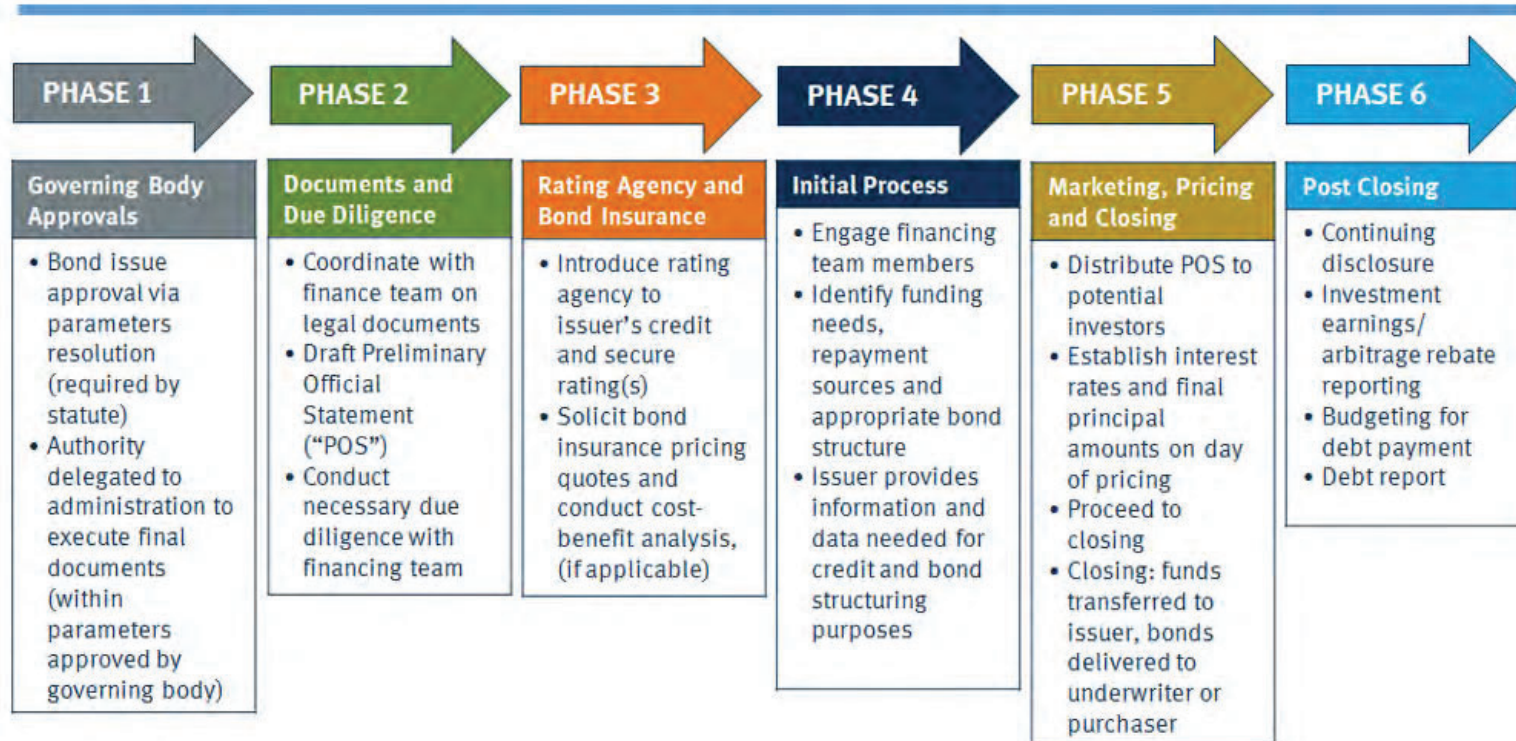 PHASE 1
Governing Body
Approvals
• Bond issue
approval via
parameters
resolution
(required by
statute)
• Authority
delegated to
administration to
execute final
documents
(within
parameters
approved by
governing body)
PHASE 2
Documents and
Due Diligence
• Coordinate with
finance team on
legal documents
• Draft Preliminary
Official
Statement
(“POS”)
• Conduct
necessary due
diligence with
financing team
PHASE 3
Rating Agency and
Bond Insurance
• Introduce rating
agency to
issuer’s credit
and secure
rating(s)
• Solicit bond
insurance pricing
quotes and
conduct cost-
benefit analysis,
(if applicable)
PHASE 4
Initial Process
• Engage financing
team members
• Identify funding
needs,
repayment
sources and
appropriate bond
structure
• Issuer provides
information and
data needed for
credit and bond
structuring
purposes
PHASE 5
Marketing, Pricing
and Closing
• Distribute POS to
potential
investors
• Establish interest
rates and final
principal
amounts on day
of pricing
• Proceed to
closing
• Closing: funds
transferred to
issuer, bonds
delivered to
underwriter or
purchaser
PHASE 6
Post Closing
• Continuing
disclosure
• Investment
earnings/
arbitrage rebate
reporting
• Budgeting for
debt payment
• Debt report